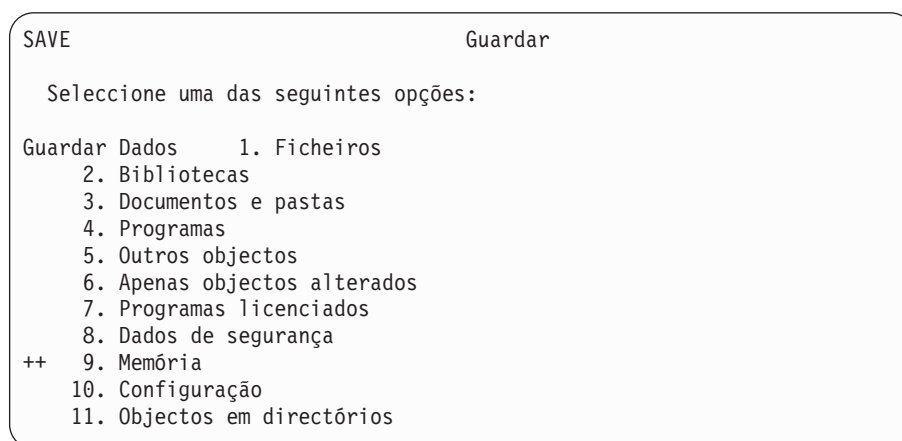 SAVE Guardar
Seleccione uma das seguintes opções:
Guardar Dados 1. Ficheiros
2. Bibliotecas
3. Documentos e pastas
4. Programas
5. Outros objectos
6. Apenas objectos alterados
7. Programas licenciados
8. Dados de segurança
++ 9. Memória
10. Configuração
11. Objectos em directórios